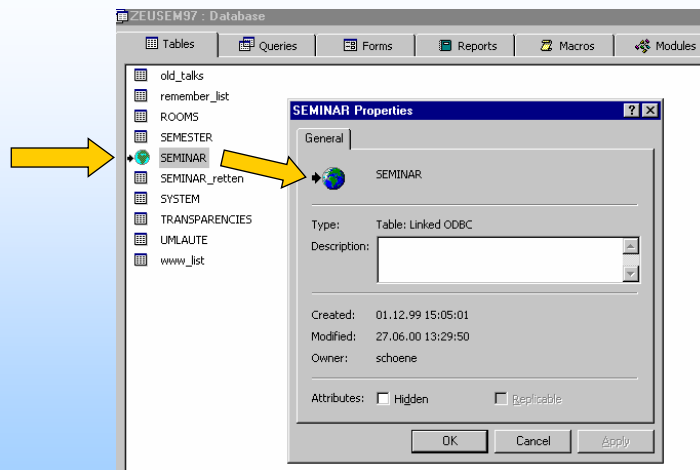 ZEUSEM97 : Database
Tables Queries Forms Reports Macros Modules
old_talks
remember_list
ROOMS
SEMESTER
SEMINAR
SEMINAR_retten
SYSTEM
TRANSPARENCIES
UMLAUTE
www_list
SEMINAR Properties
General
SEMINAR
Type: Table: Linked ODBC
Description:
Created: 01.12.99 15:05:01
Modified: 27.06.00 13:29:50
Owner: schoene
Attributes: Hidden Replicable
OK Cancel Apply